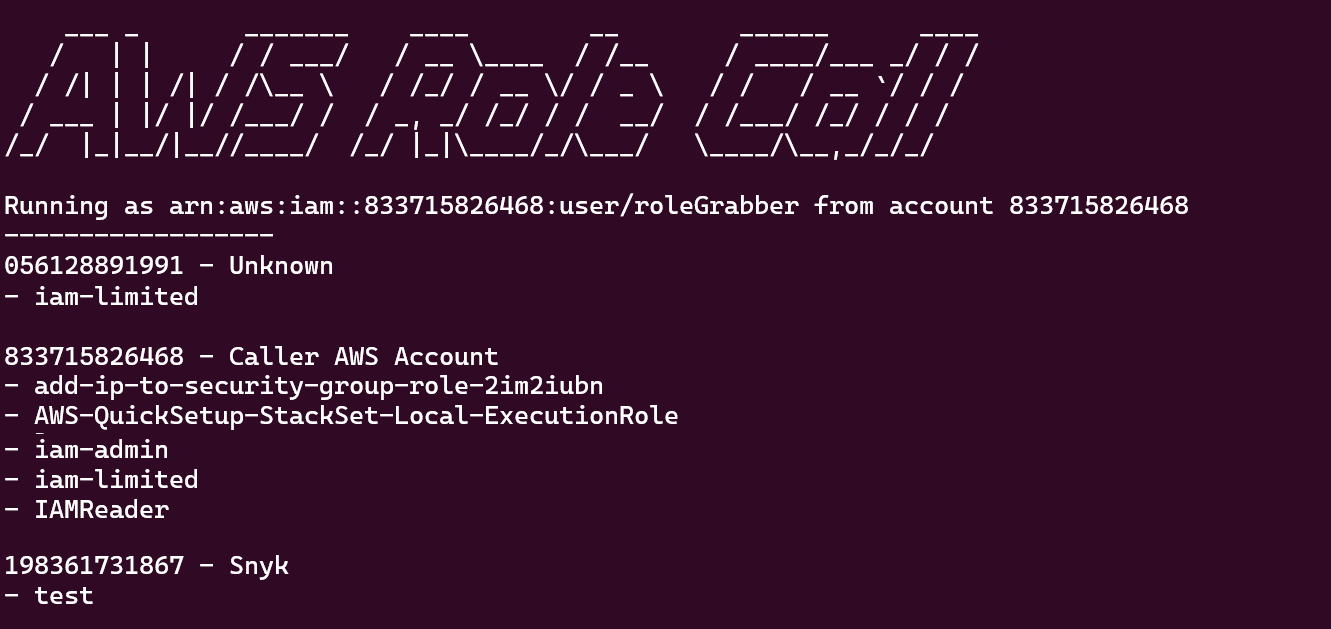 AWS Role Call
Running as arn:aws:iam::833715826468:user/roleGrabber from account 833715826468
------------------
056128891991 - Unknown
- iam-limited
833715826468 - Caller AWS Account
- add-ip-to-security-group-role-2im2iubn
- AWS-QuickSetup-StackSet-Local-ExecutionRole
- iam-admin
- iam-limited
- IAMReader
198361731867 - Snyk
- test